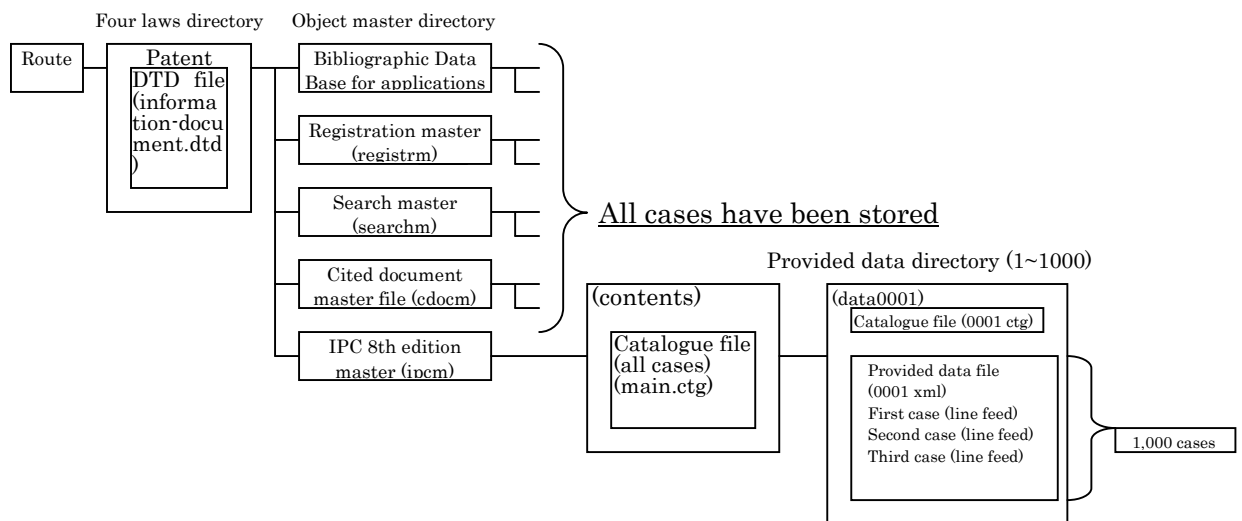 Four laws directory
Object master directory
Route
Patent
DTD file
(informa
tion-docu
ment.dtd
)
Bibliographic Data
Base for applications
Registration master
(registrm)
Search master
(searchm)
Cited document
master file (cdocm)
IPC 8th edition
master (ipcm)
All cases have been stored
Provided data directory (1~1000)
(contents)
Catalogue file
(all cases)
(main.ctg)
(data0001)
Catalogue file (0001 ctg)
Provided data file
(0001 xml)
First case (line feed)
Second case (line feed)
Third case (line feed)
1,000 cases